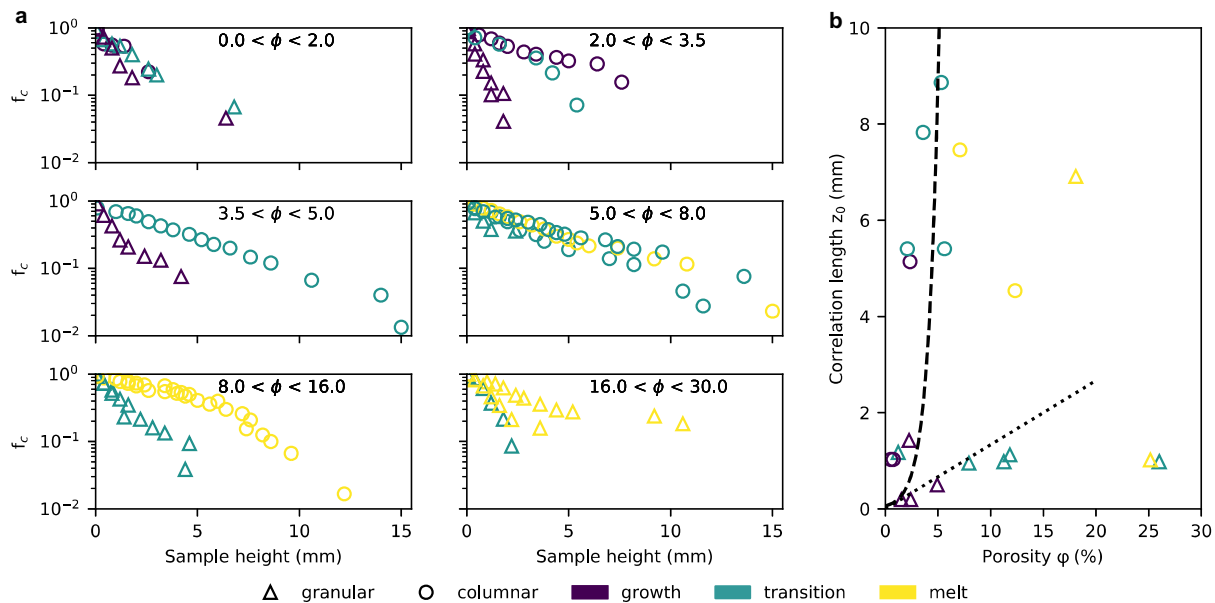 a
b
10⁰
10⁻¹
10⁻²
f_c
0.0 < ϕ < 2.0
2.0 < ϕ < 3.5
10⁰
10⁻¹
10⁻²
f_c
3.5 < ϕ < 5.0
5.0 < ϕ < 8.0
10⁰
10⁻¹
10⁻²
f_c
8.0 < ϕ < 16.0
16.0 < ϕ < 30.0
0 5 10 15
0 5 10 15
Sample height (mm)
Sample height (mm)
Correlation length z₀ (mm)
10
8
6
4
2
0
0 5 10 15 20 25 30
Porosity φ (%)
granular columnar growth transition melt